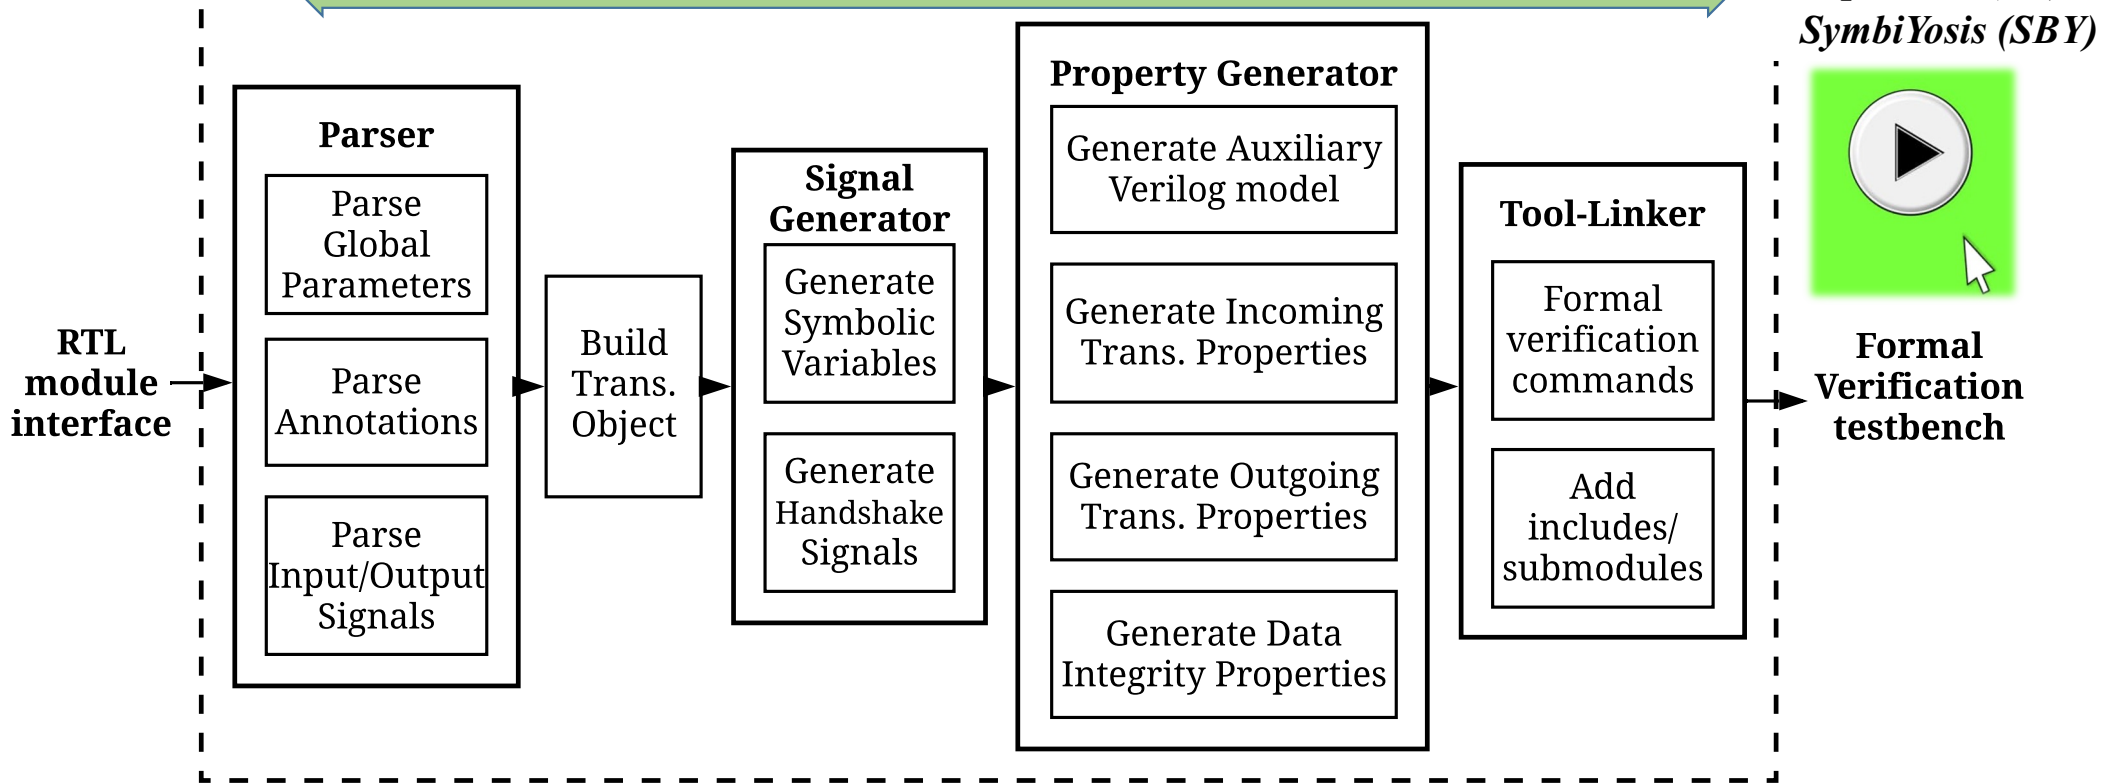 SymbiYosis (SBY)
RTL
module
interface
Parser
Parse
Global
Parameters
Parse
Annotations
Parse
Input/Output
Signals
Build
Trans.
Object
Signal
Generator
Generate
Symbolic
Variables
Generate
Handshake
Signals
Property Generator
Generate Auxiliary
Verilog model
Generate Incoming
Trans. Properties
Generate Outgoing
Trans. Properties
Generate Data
Integrity Properties
Tool-Linker
Formal
verification
commands
Add
includes/
submodules
Formal
Verification
testbench